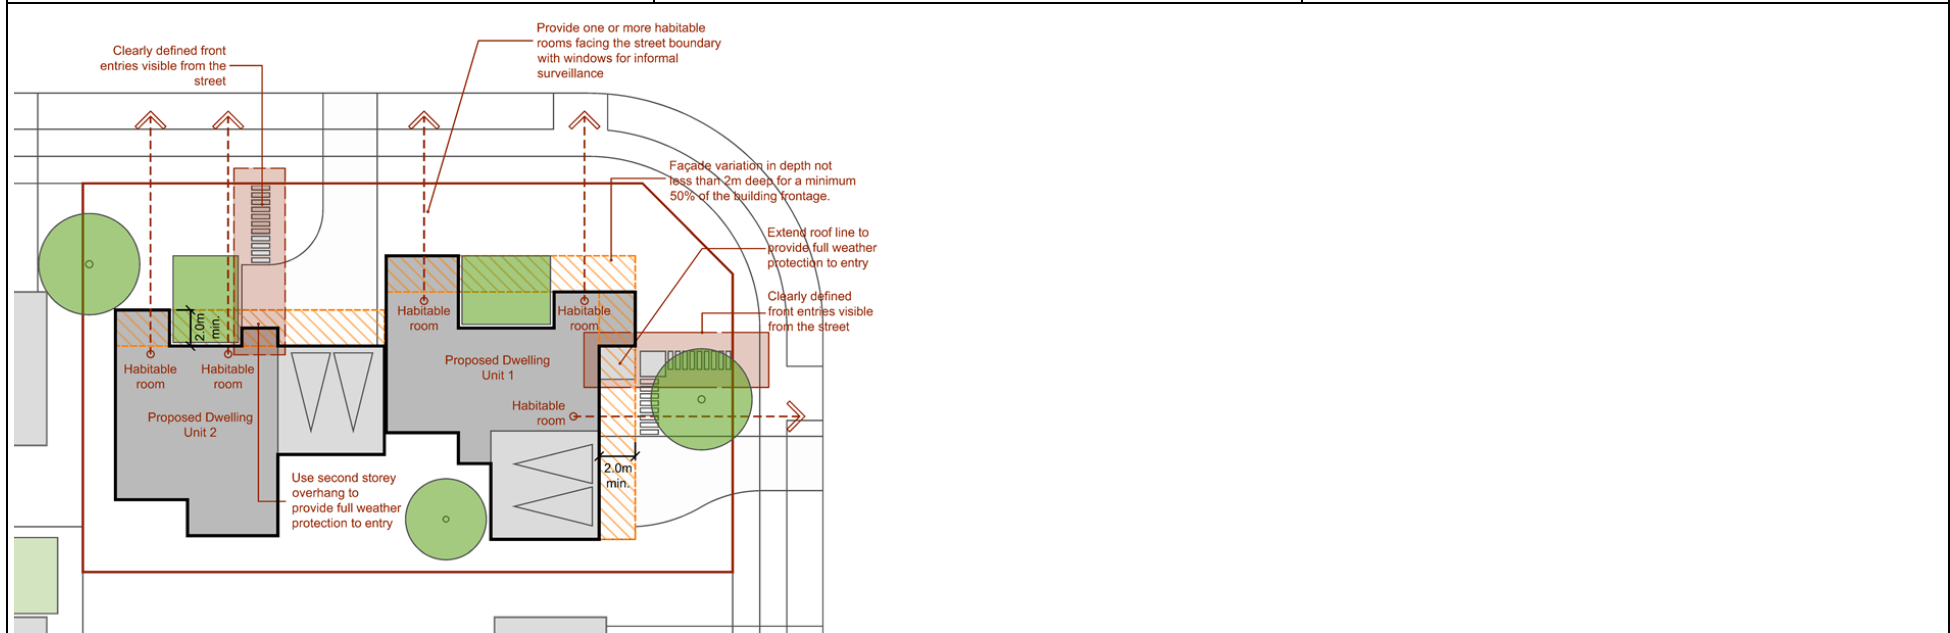 Provide one or more habitable
rooms facing the street boundary
with windows for informal
surveillance
Clearly defined front
entries visible from the
street
Façade variation in depth not
less than 2m deep for a minimum
50% of the building frontage.
Extend roof line to
provide full weather
protection to entry
Clearly defined
front entries visible
from the street
2.0m
min.
Habitable
room
Habitable
room
Habitable
room
Habitable
room
Proposed Dwelling
Unit 1
Habitable
room
Proposed Dwelling
Unit 2
2.0m
min.
Use second storey
overhang to
provide full weather
protection to entry